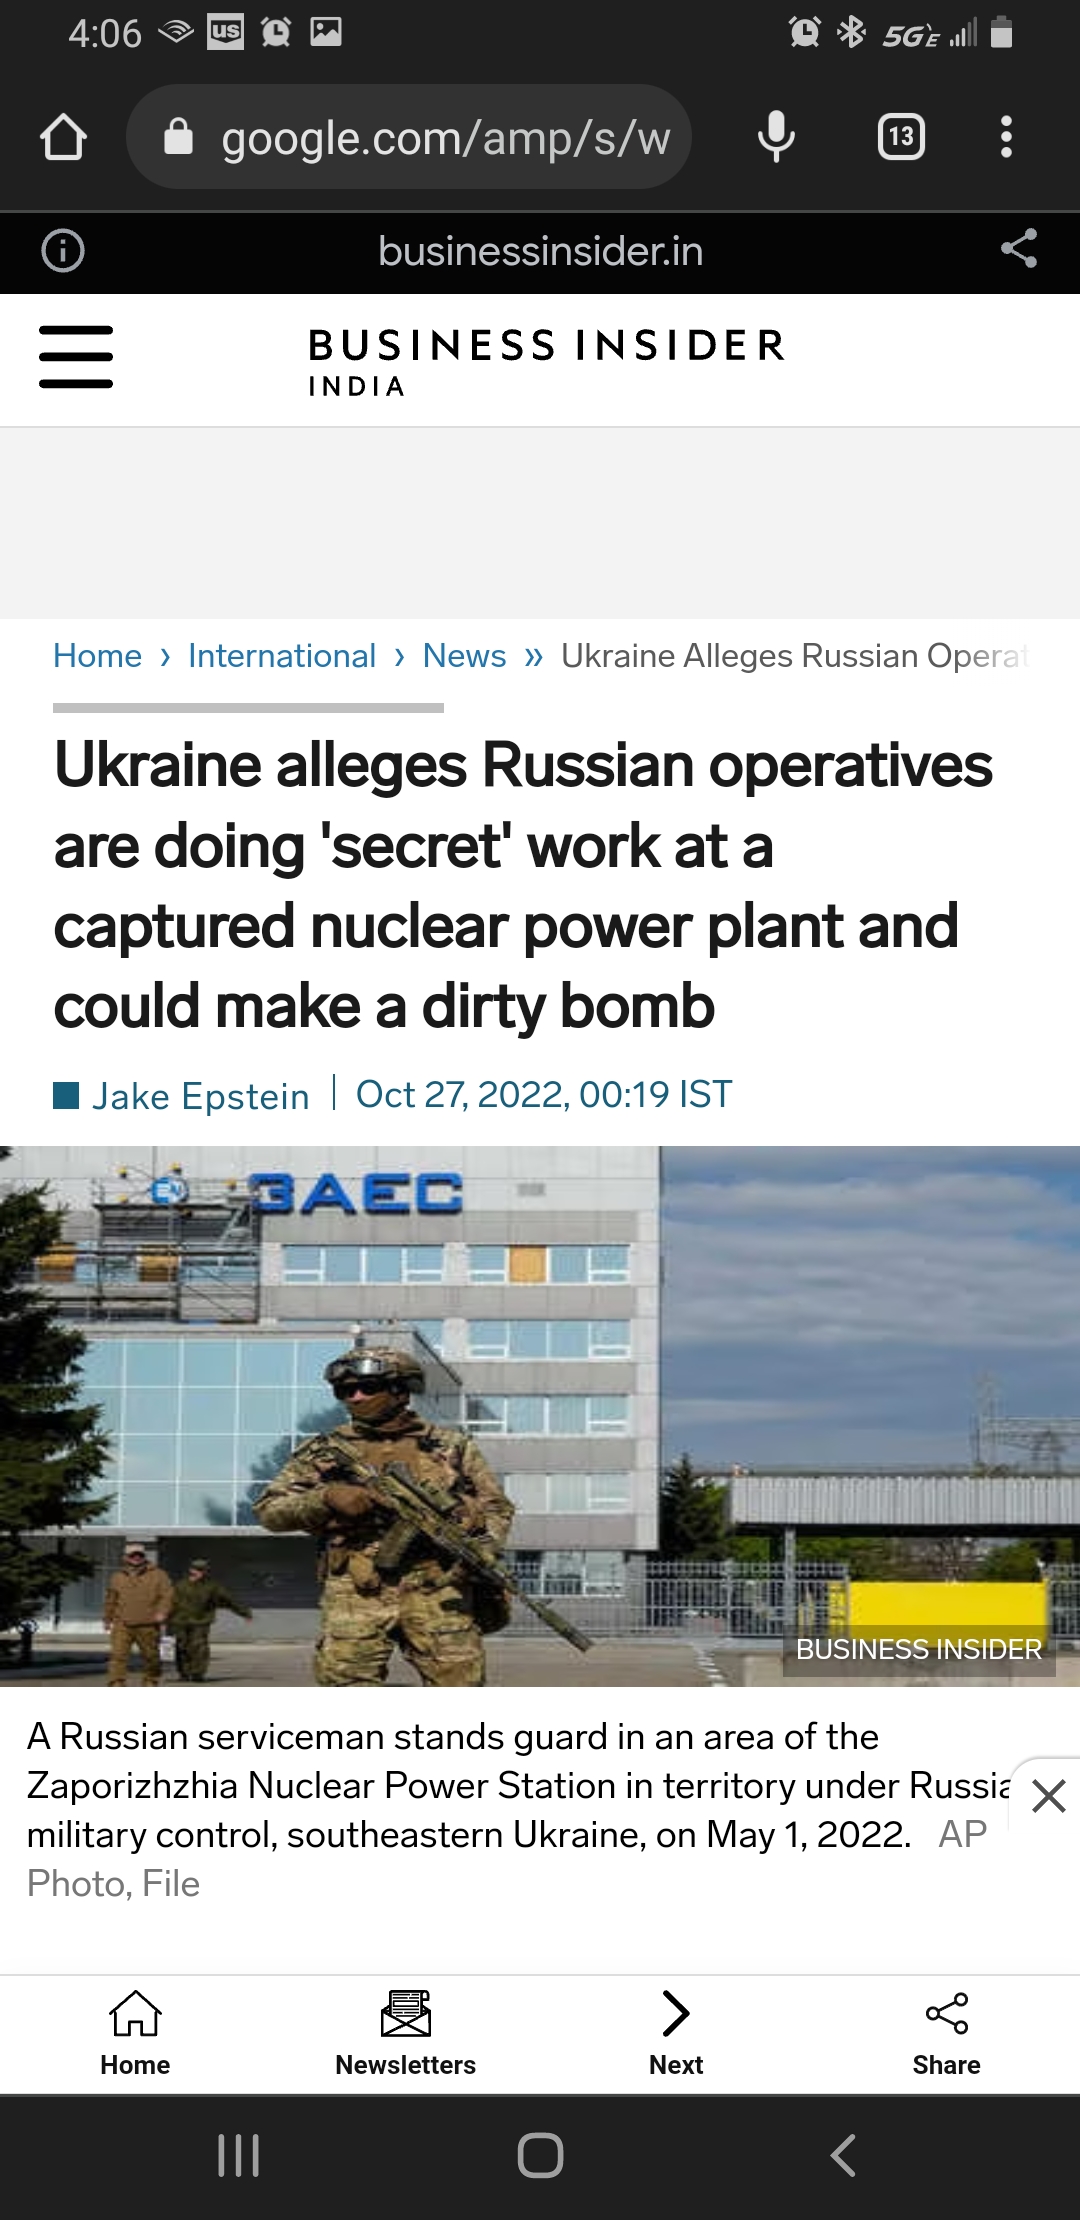 4:06 us 5GE
google.com/amp/s/w 13
businessinsider.in
BUSINESS INSIDER
INDIA
Home › International › News » Ukraine Alleges Russian Operat
Ukraine alleges Russian operatives
are doing 'secret' work at a
captured nuclear power plant and
could make a dirty bomb
Jake Epstein | Oct 27, 2022, 00:19 IST
ЗАЕС
BUSINESS INSIDER
A Russian serviceman stands guard in an area of the
Zaporizhzhia Nuclear Power Station in territory under Russia
military control, southeastern Ukraine, on May 1, 2022. AP
Photo, File
Home Newsletters Next Share